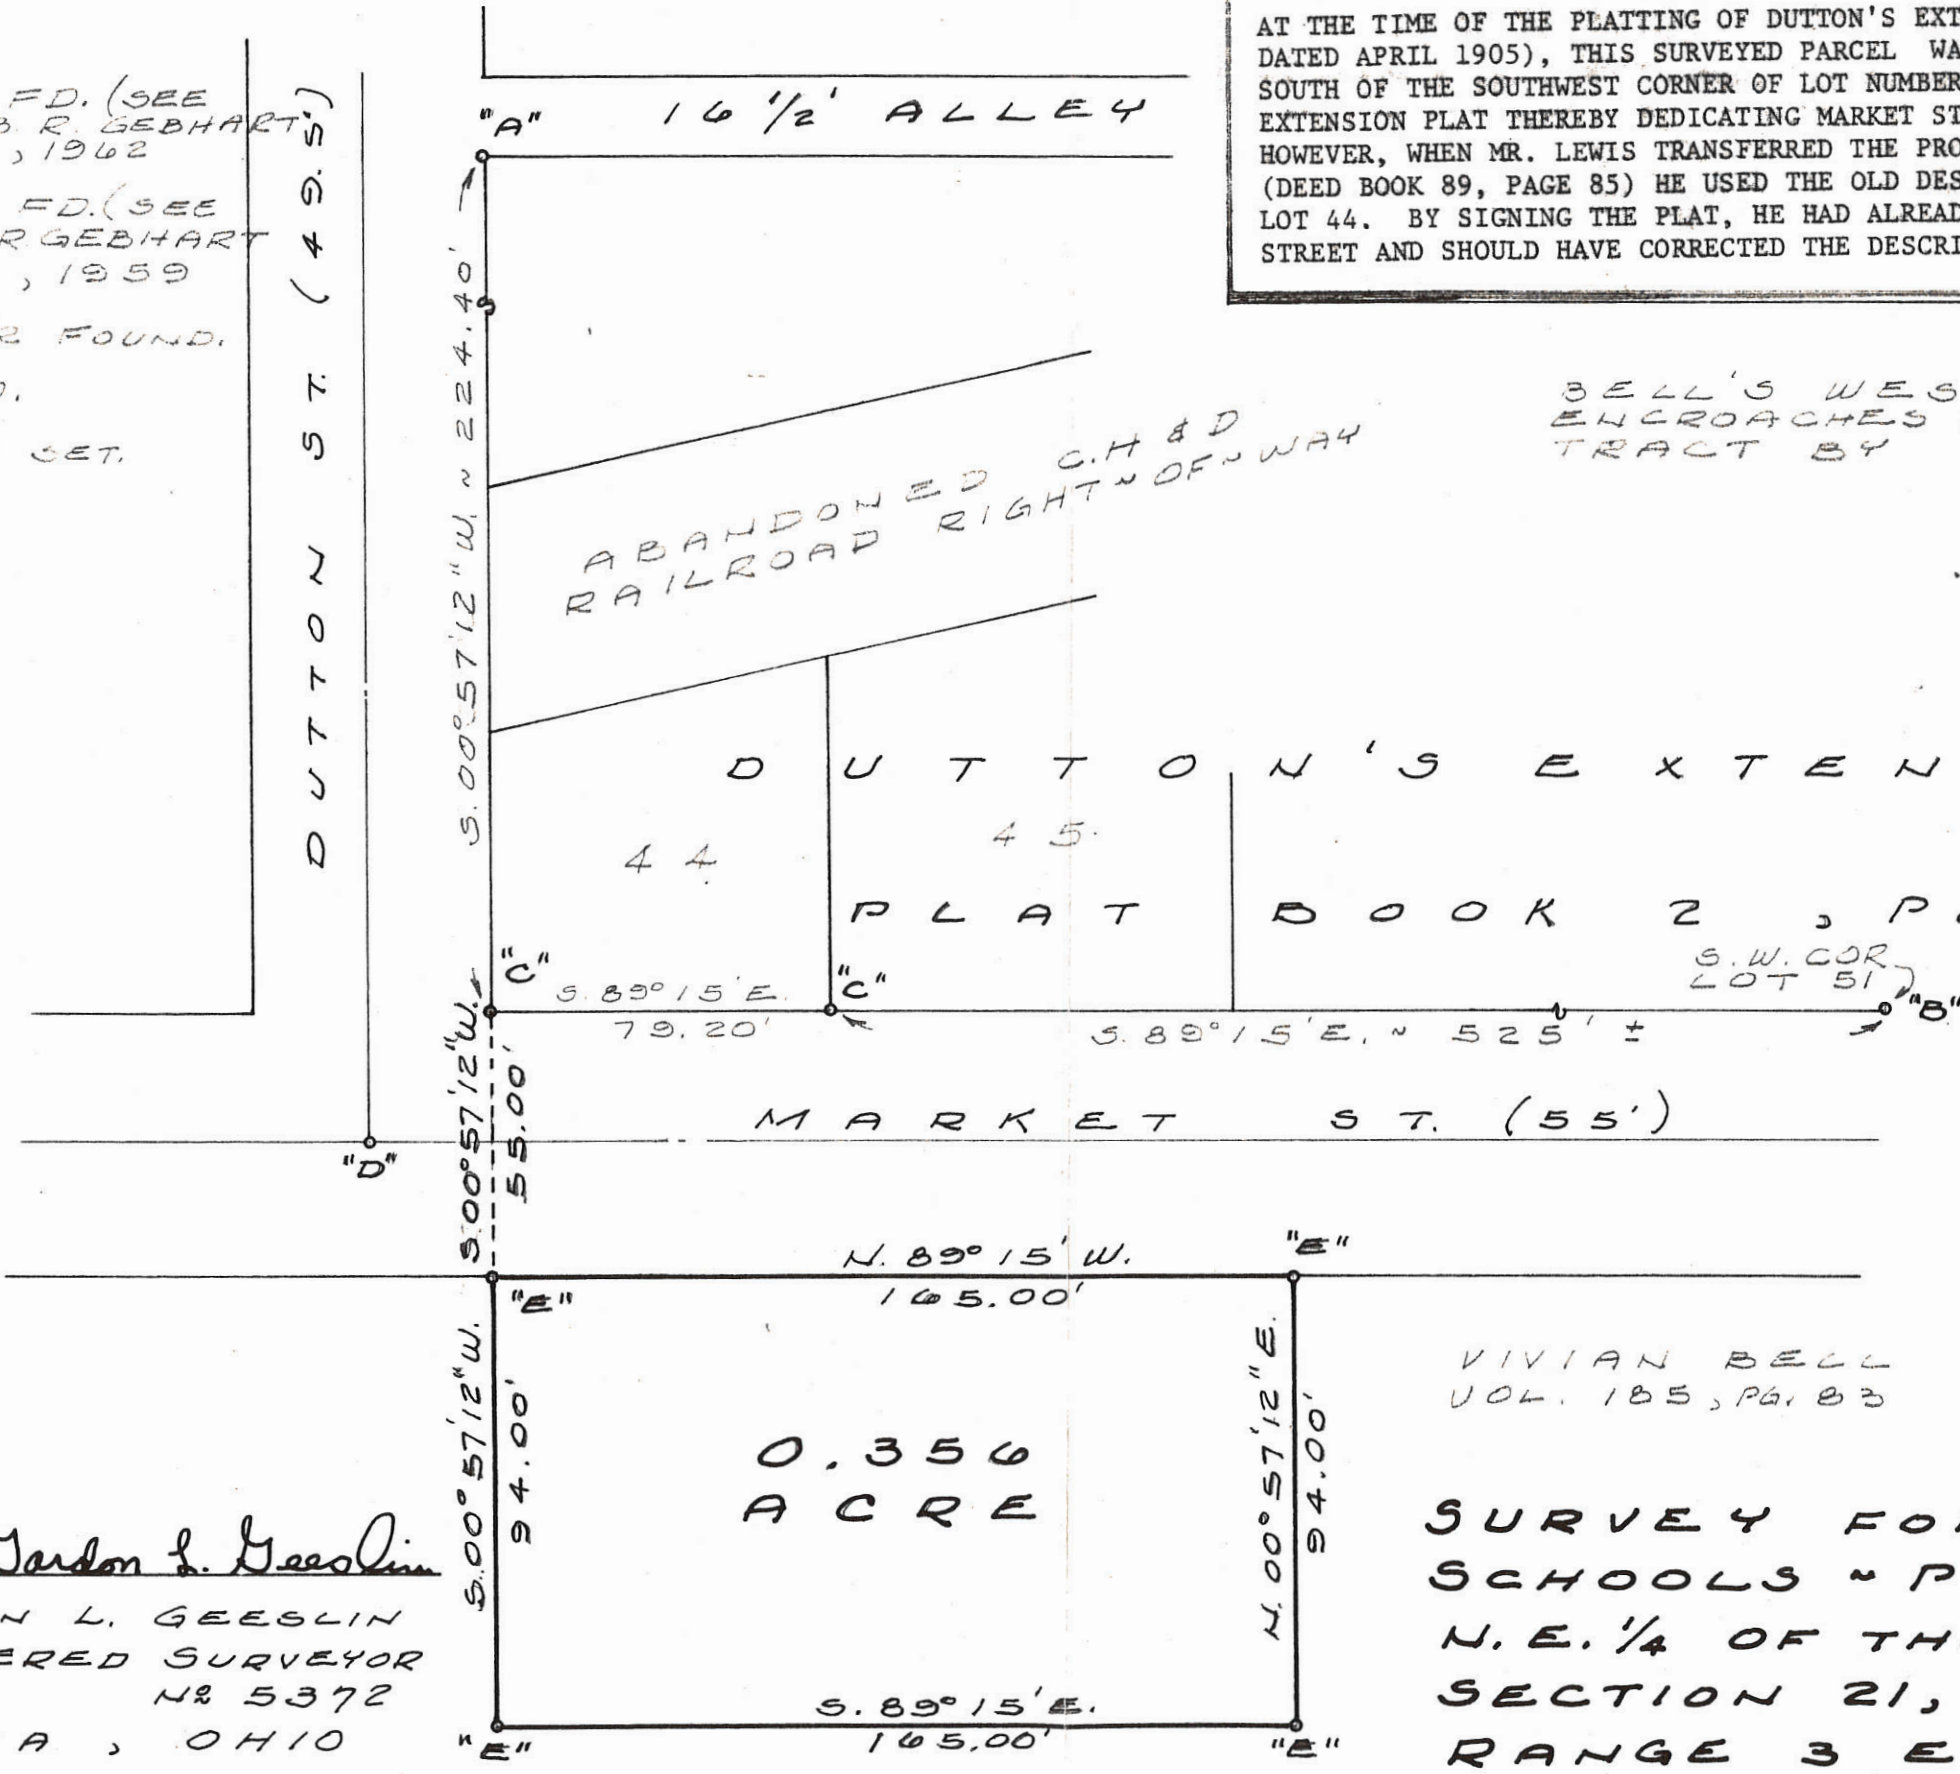 FD. (SEE
B. R. GEBHART
, 1962
FD. (SEE
R. GEBHART
, 1959
FOUND.
SET.
DUTTON ST. (49.5')
"A"
16 1/2' ALLEY
AT THE TIME OF THE PLATTING OF DUTTON'S EXT
DATED APRIL 1905), THIS SURVEYED PARCEL WA
SOUTH OF THE SOUTHWEST CORNER OF LOT NUMBER
EXTENSION PLAT THEREBY DEDICATING MARKET ST
HOWEVER, WHEN MR. LEWIS TRANSFERRED THE PRO
(DEED BOOK 89, PAGE 85) HE USED THE OLD DES
LOT 44. BY SIGNING THE PLAT, HE HAD ALREAD
STREET AND SHOULD HAVE CORRECTED THE DESCRI
S.00°57'12"W. ~ 224.40'
ABANDONED C.H & D
RAILROAD RIGHT~OF~WAY
BELL'S WES
ENCROACHES
TRACT BY
DUTTON'S EXTEN
44
45
PLAT BOOK 2, P
S.W. COR
LOT 51
"B"
"C"
S. 89°15'E.
79.20'
"C"
S. 89°15'E. ~ 525' ±
S.00°57'12"W.
55.00'
MARKET ST. (55')
"D"
N. 89°15'W.
165.00'
"E"
"E"
S.00°57'12"W.
94.00'
0.356
ACRE
N.00°57'12"E.
94.00'
VIVIAN BELL
VOL. 185, PG. 83
S. 89°15'E.
165.00'
"E"
"E"
Gordon L. Geeslin
N L. GEESLIN
ERED SURVEYOR
No 5372
A, OHIO
SURVEY FO
SCHOOLS ~ P
N.E. 1/4 OF TH
SECTION 21,
RANGE 3 E